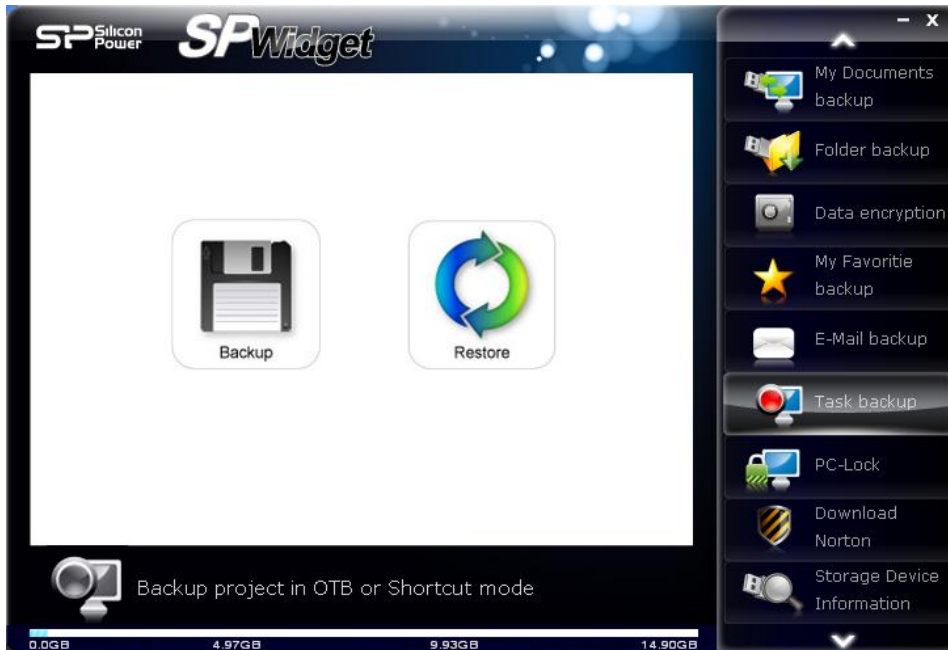 SP Silicon Power
SPWidget
- x
Backup
Restore
Backup project in OTB or Shortcut mode
0.0GB 4.97GB 9.93GB 14.90GB
My Documents
backup
Folder backup
Data encryption
My Favoritie
backup
E-Mail backup
Task backup
PC-Lock
Download
Norton
Storage Device
Information